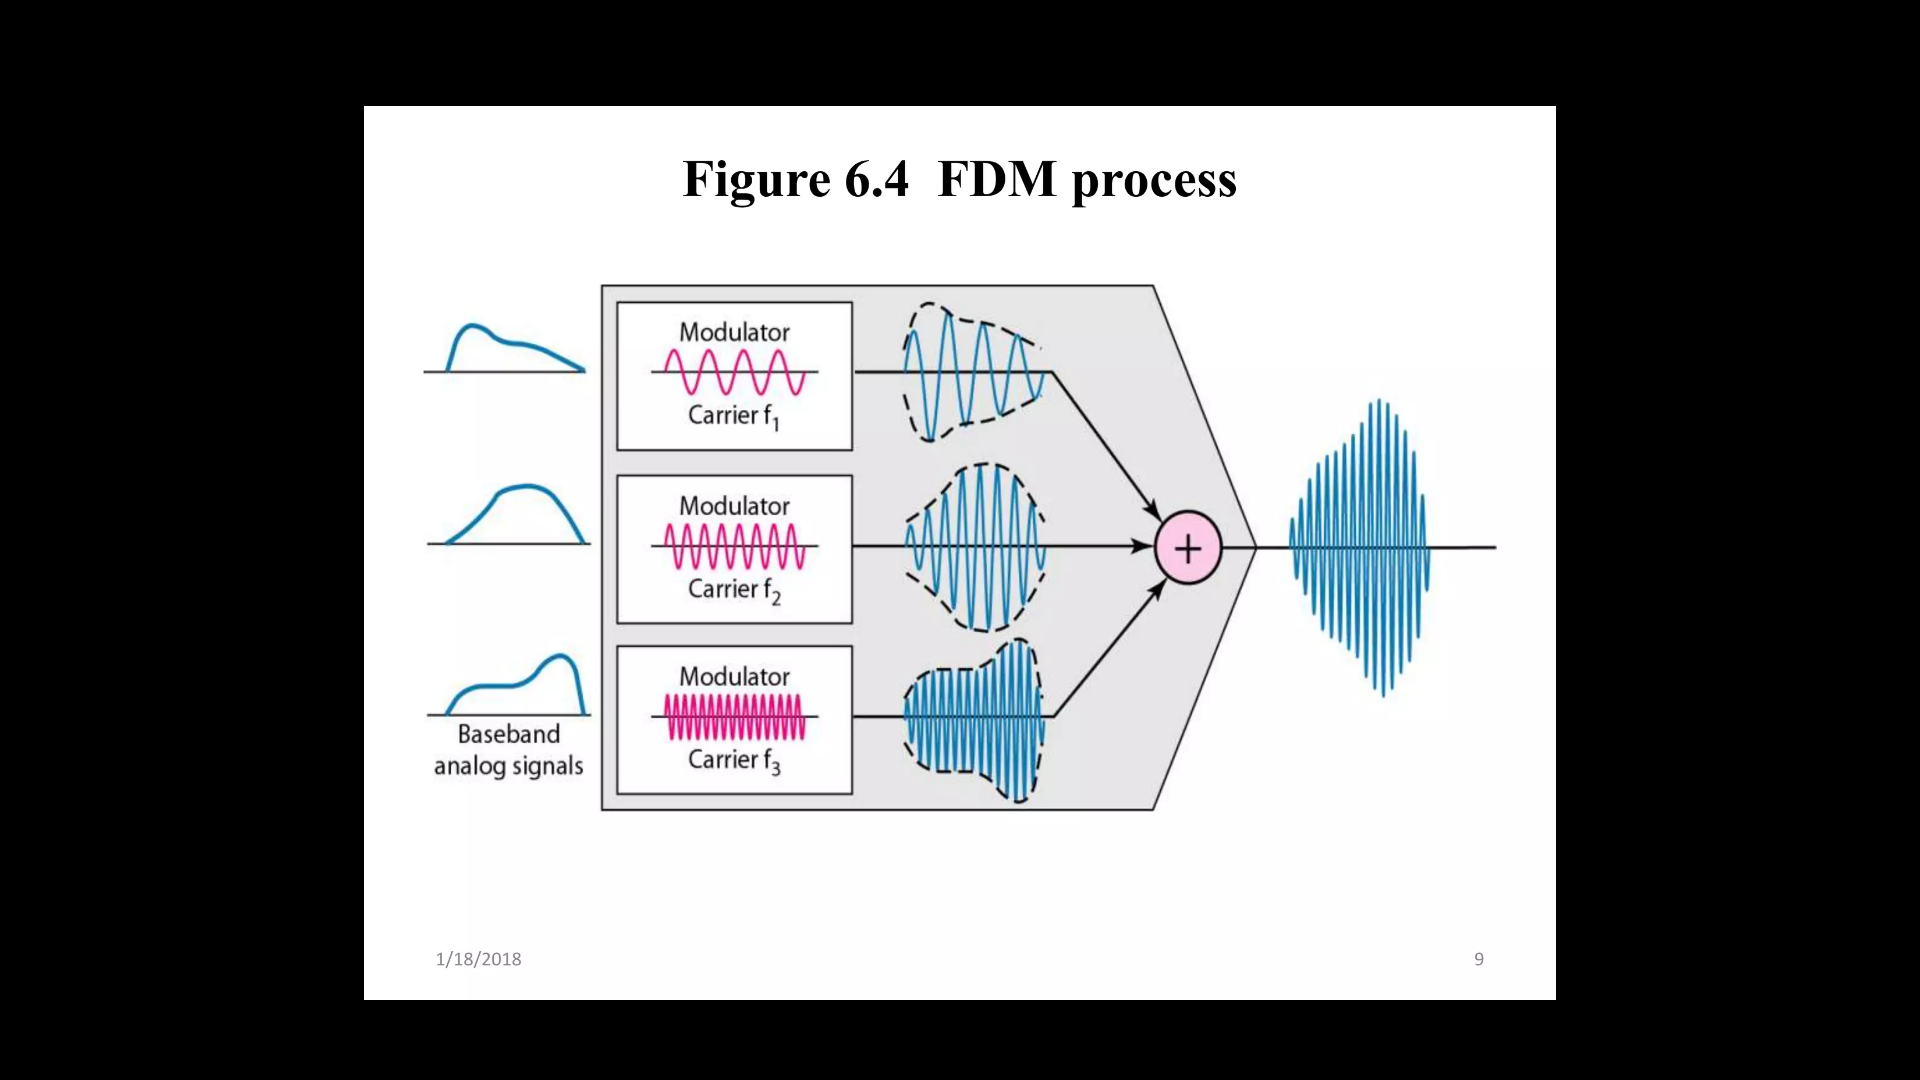 Figure 6.4 FDM process
Modulator
Carrier f1
Modulator
Carrier f2
Modulator
Carrier f3
Baseband
analog signals
+
1/18/2018
9